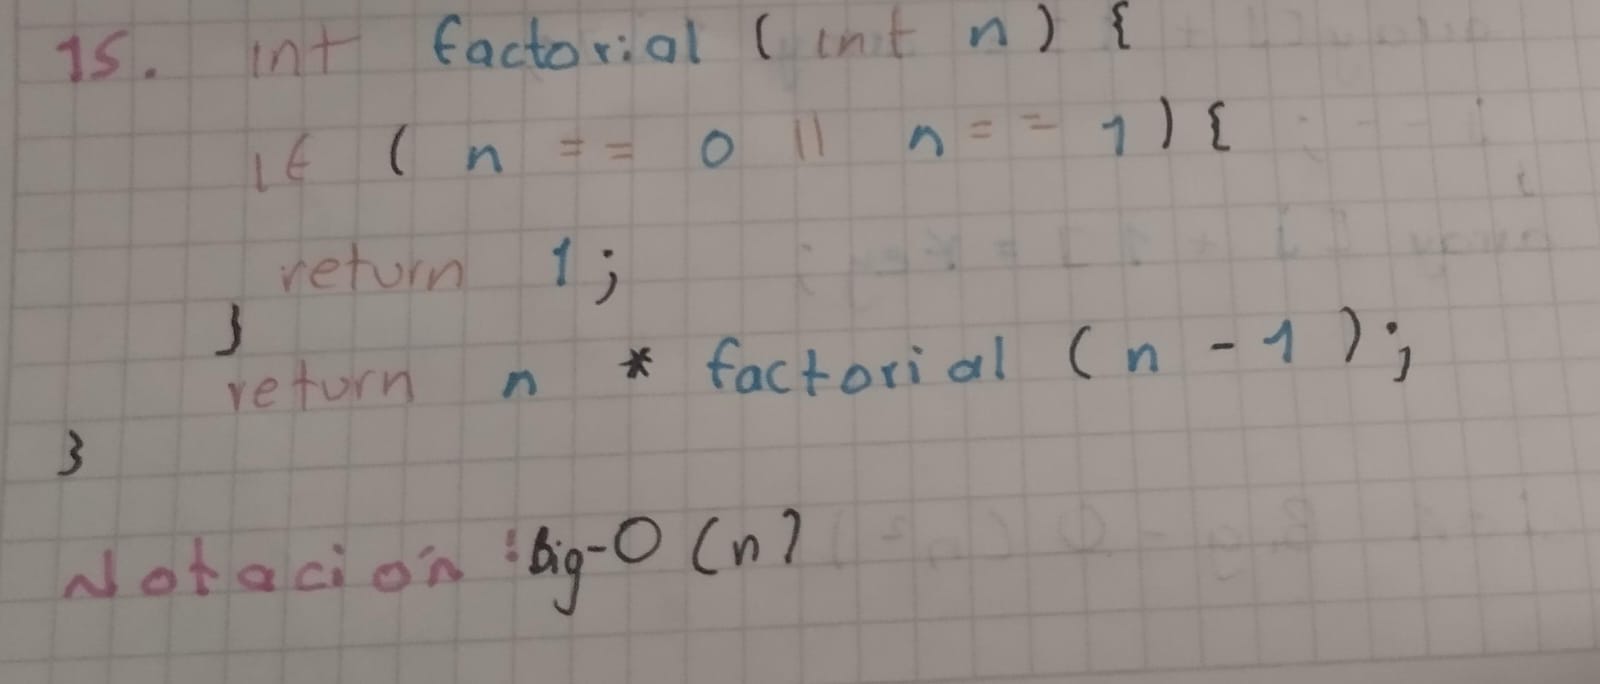 15. int factorial (int n) {
if ( n == 0 || n == 1) {
return 1;
}
return n * factorial (n - 1);
}
Notación: Big-O (n)